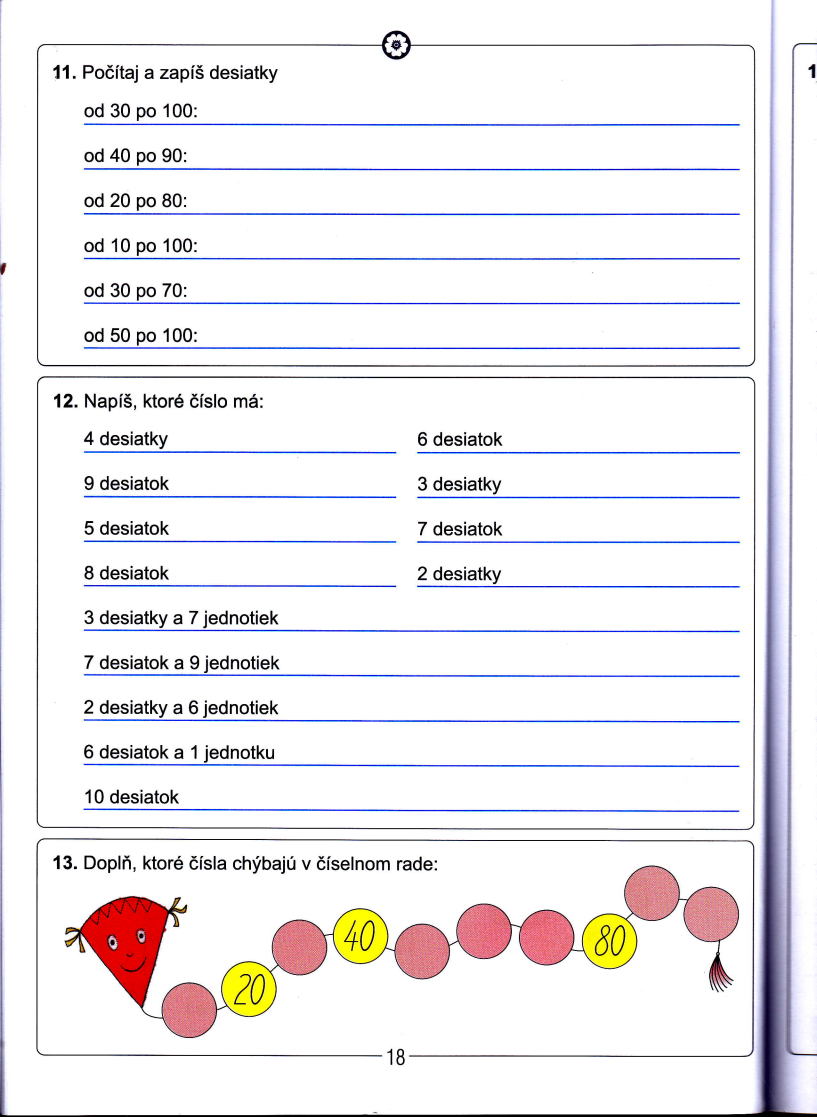 11. Počítaj a zapíš desiatky
od 30 po 100:
od 40 po 90:
od 20 po 80:
od 10 po 100:
od 30 po 70:
od 50 po 100:
12. Napíš, ktoré číslo má:
4 desiatky
6 desiatok
9 desiatok
3 desiatky
5 desiatok
7 desiatok
8 desiatok
2 desiatky
3 desiatky a 7 jednotiek
7 desiatok a 9 jednotiek
2 desiatky a 6 jednotiek
6 desiatok a 1 jednotku
10 desiatok
13. Doplň, ktoré čísla chýbajú v číselnom rade:
20
40
80
18
1